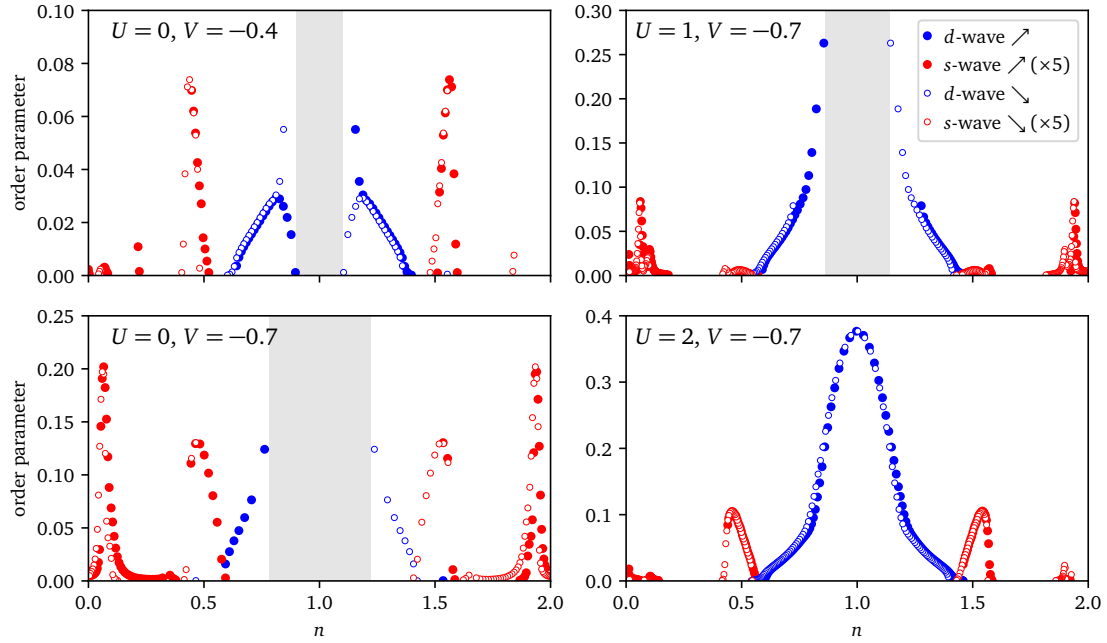 U = 0, V = −0.4
order parameter
0.10
0.08
0.06
0.04
0.02
0.00
U = 1, V = −0.7
0.30
0.25
0.20
0.15
0.10
0.05
0.00
d-wave ↗
s-wave ↗ (×5)
d-wave ↘
s-wave ↘ (×5)
U = 0, V = −0.7
order parameter
0.25
0.20
0.15
0.10
0.05
0.00
0.0 0.5 1.0 1.5 2.0
n
U = 2, V = −0.7
0.4
0.3
0.2
0.1
0.0
0.0 0.5 1.0 1.5 2.0
n